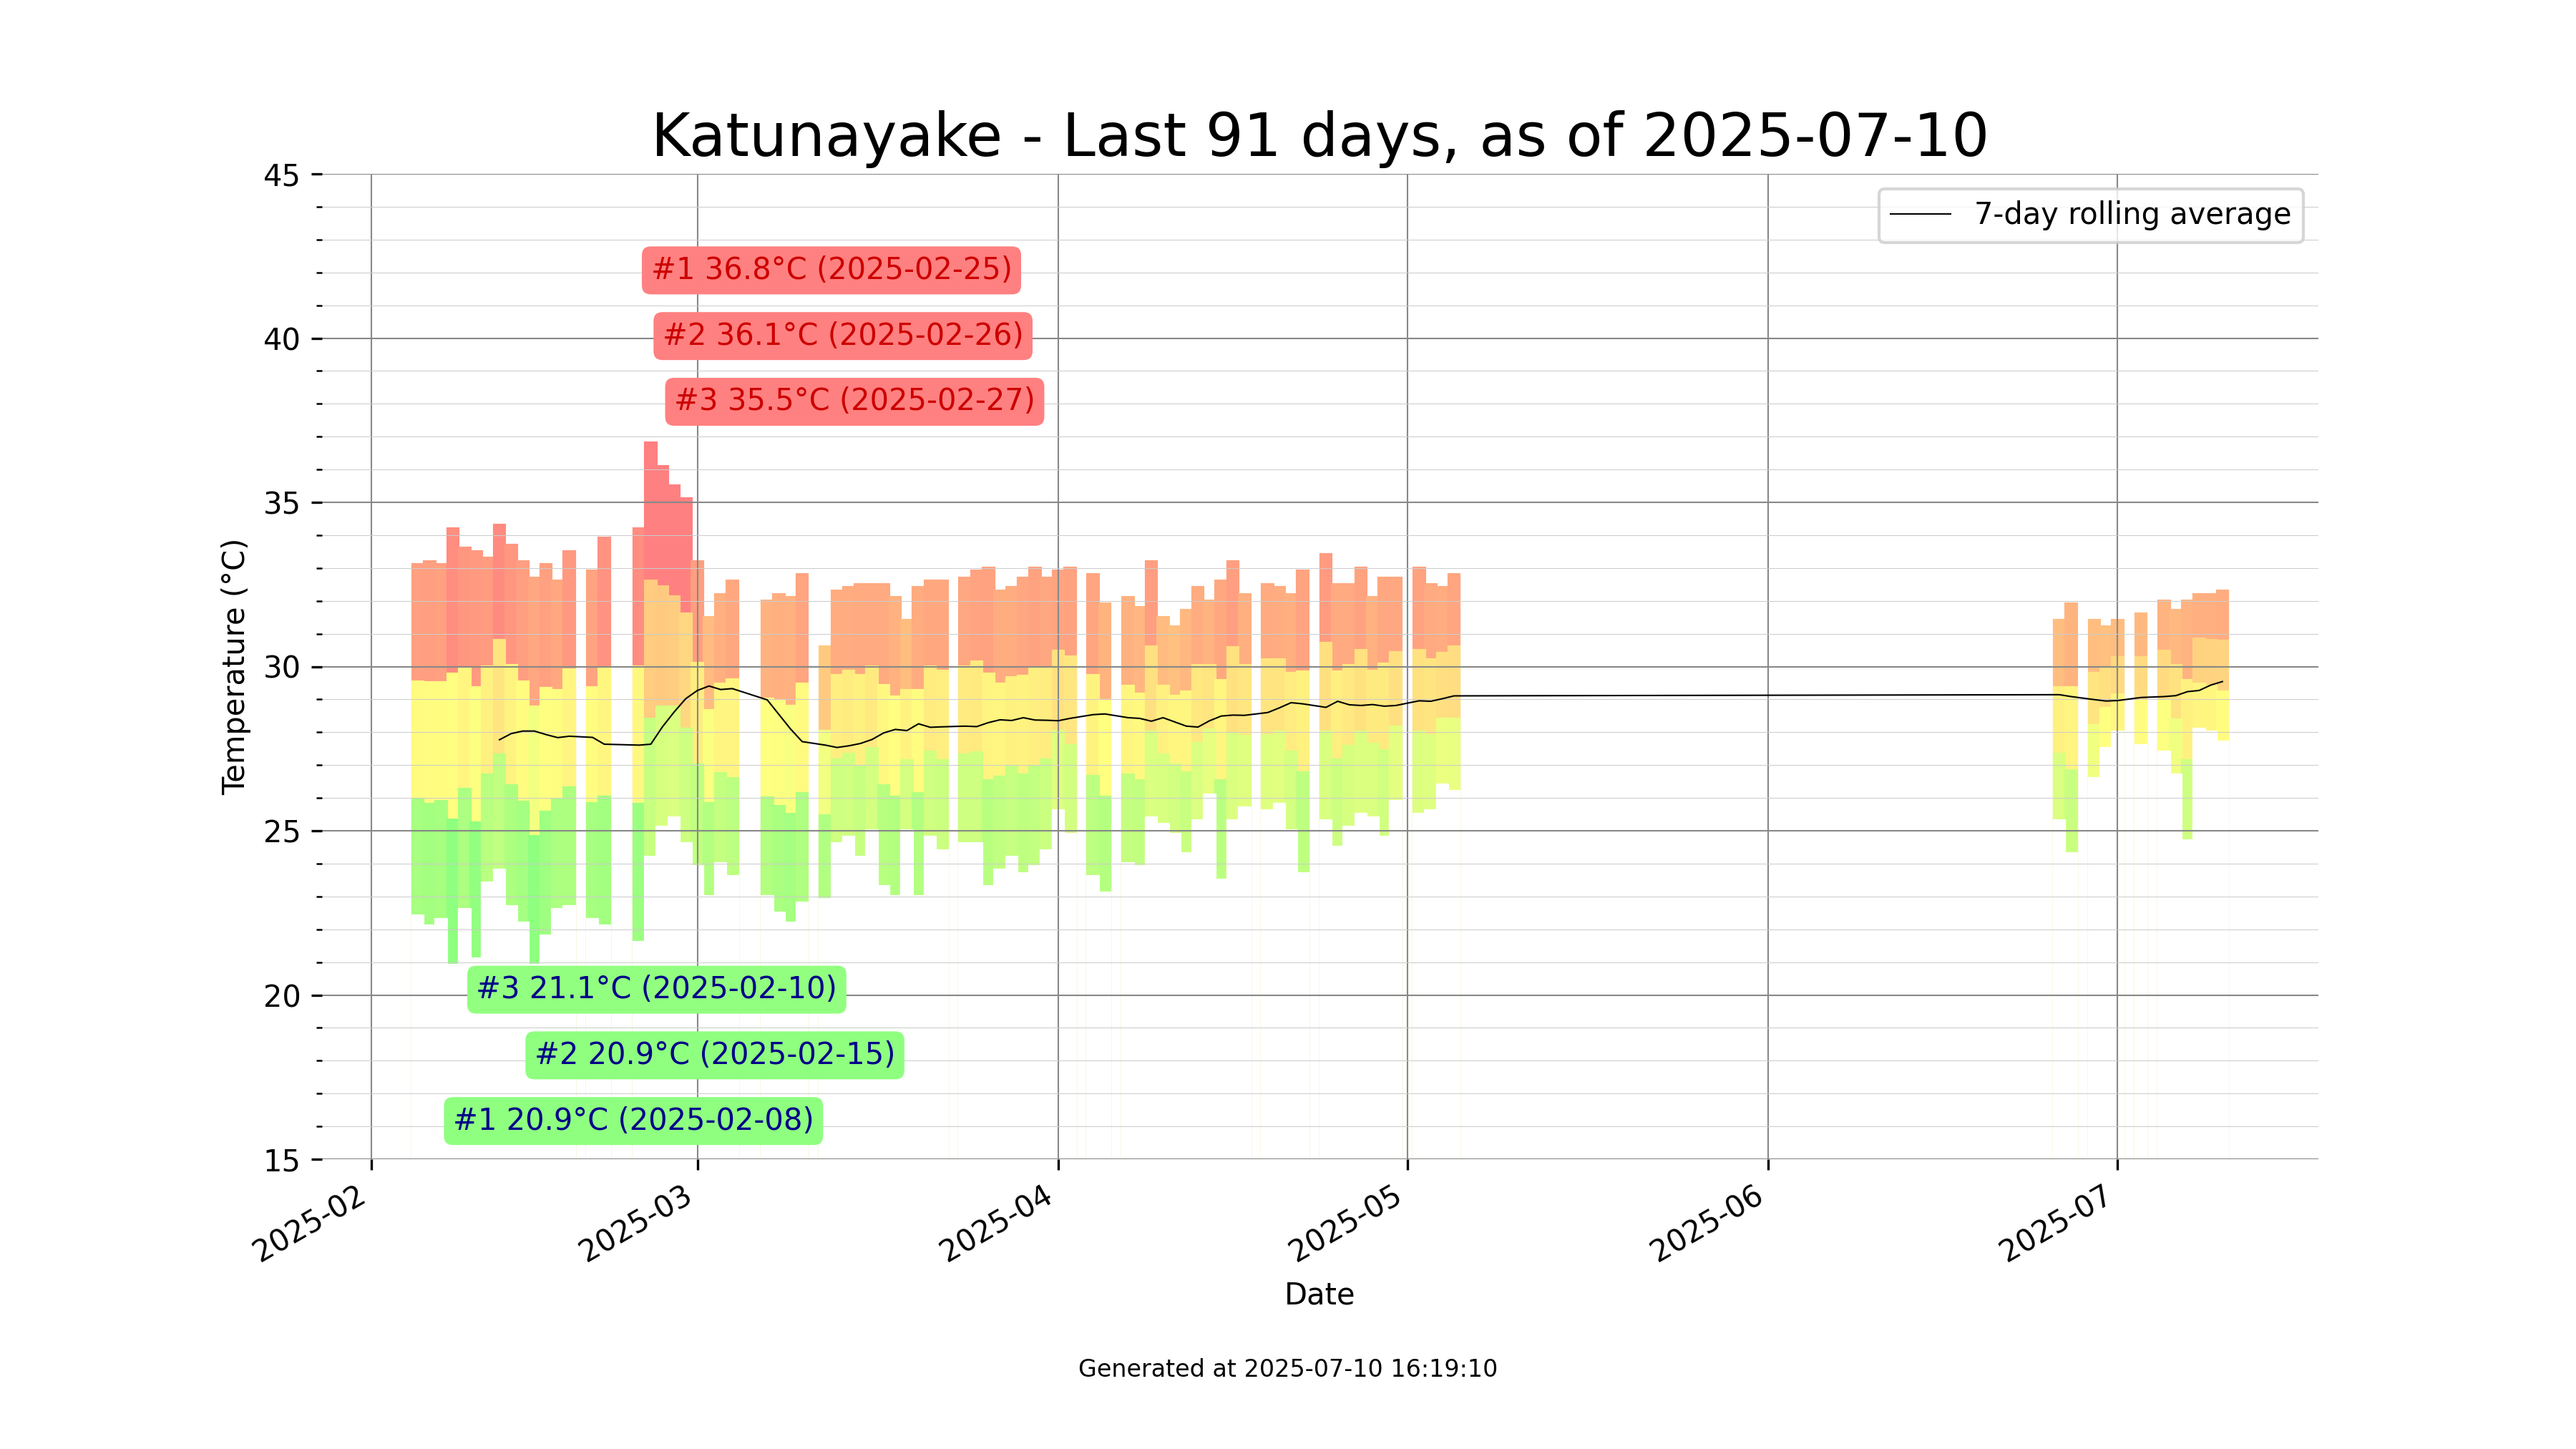 Katunayake - Last 91 days, as of 2025-07-10
45
40
35
30
25
20
15
Temperature (°C)
7-day rolling average
#1 36.8°C (2025-02-25)
#2 36.1°C (2025-02-26)
#3 35.5°C (2025-02-27)
#3 21.1°C (2025-02-10)
#2 20.9°C (2025-02-15)
#1 20.9°C (2025-02-08)
2025-02
2025-03
2025-04
2025-05
2025-06
2025-07
Date
Generated at 2025-07-10 16:19:10